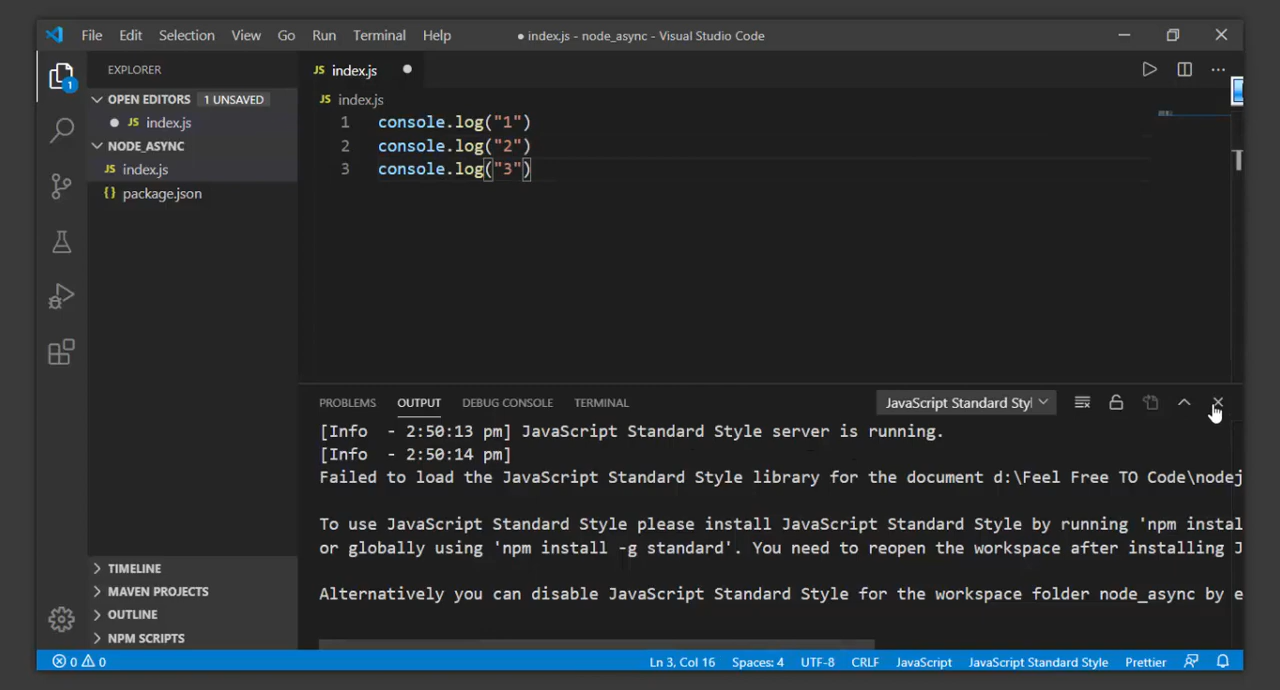 File Edit Selection View Go Run Terminal Help
● index.js - node_async - Visual Studio Code
EXPLORER
OPEN EDITORS 1 UNSAVED
JS index.js
NODE_ASYNC
JS index.js
{} package.json
TIMELINE
MAVEN PROJECTS
OUTLINE
NPM SCRIPTS
1
JS index.js
JS index.js
1 console.log("1")
2 console.log("2")
3 console.log("3")
PROBLEMS OUTPUT DEBUG CONSOLE TERMINAL
JavaScript Standard Styl
[Info - 2:50:13 pm] JavaScript Standard Style server is running.
[Info - 2:50:14 pm]
Failed to load the JavaScript Standard Style library for the document d:\Feel Free TO Code\nodej
To use JavaScript Standard Style please install JavaScript Standard Style by running 'npm instal
or globally using 'npm install -g standard'. You need to reopen the workspace after installing J
Alternatively you can disable JavaScript Standard Style for the workspace folder node_async by e
0 0
Ln 3, Col 16 Spaces: 4 UTF-8 CRLF JavaScript JavaScript Standard Style Prettier